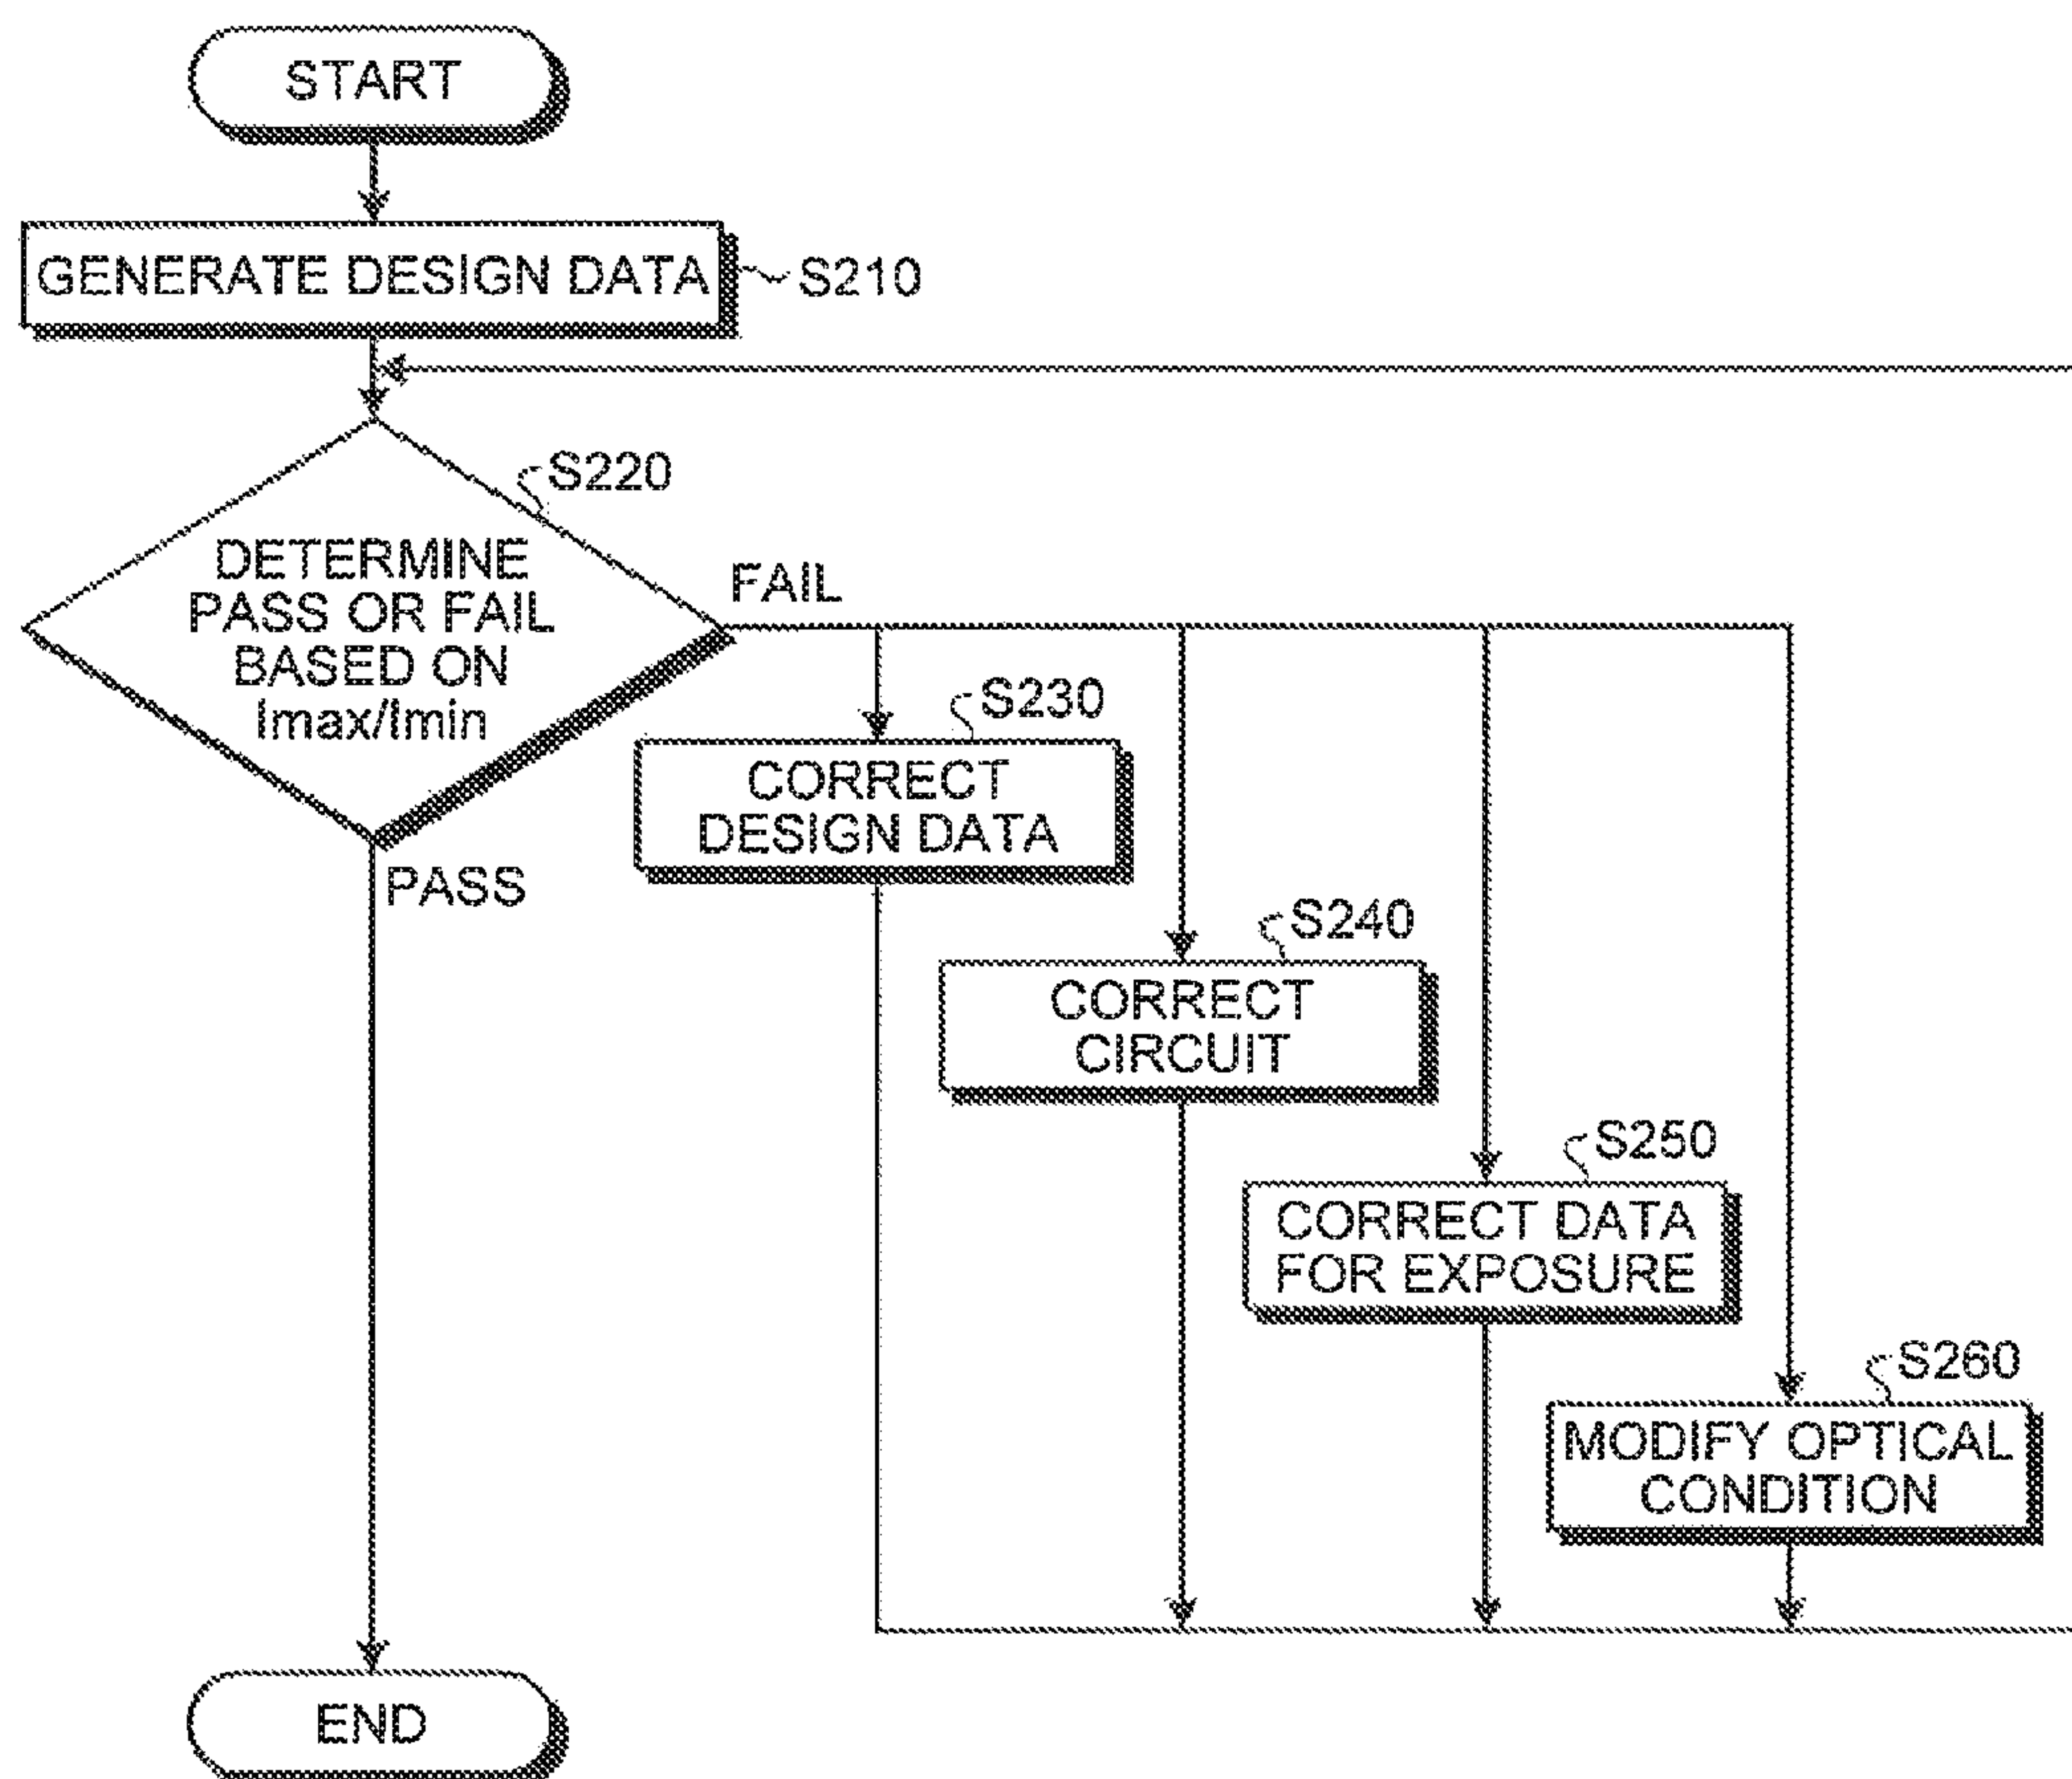 START
GENERATE DESIGN DATA
S210
S220
DETERMINE
PASS OR FAIL
BASED ON
Imax/Imin
FAIL
PASS
S230
CORRECT
DESIGN DATA
S240
CORRECT
CIRCUIT
S250
CORRECT DATA
FOR EXPOSURE
S260
MODIFY OPTICAL
CONDITION
END